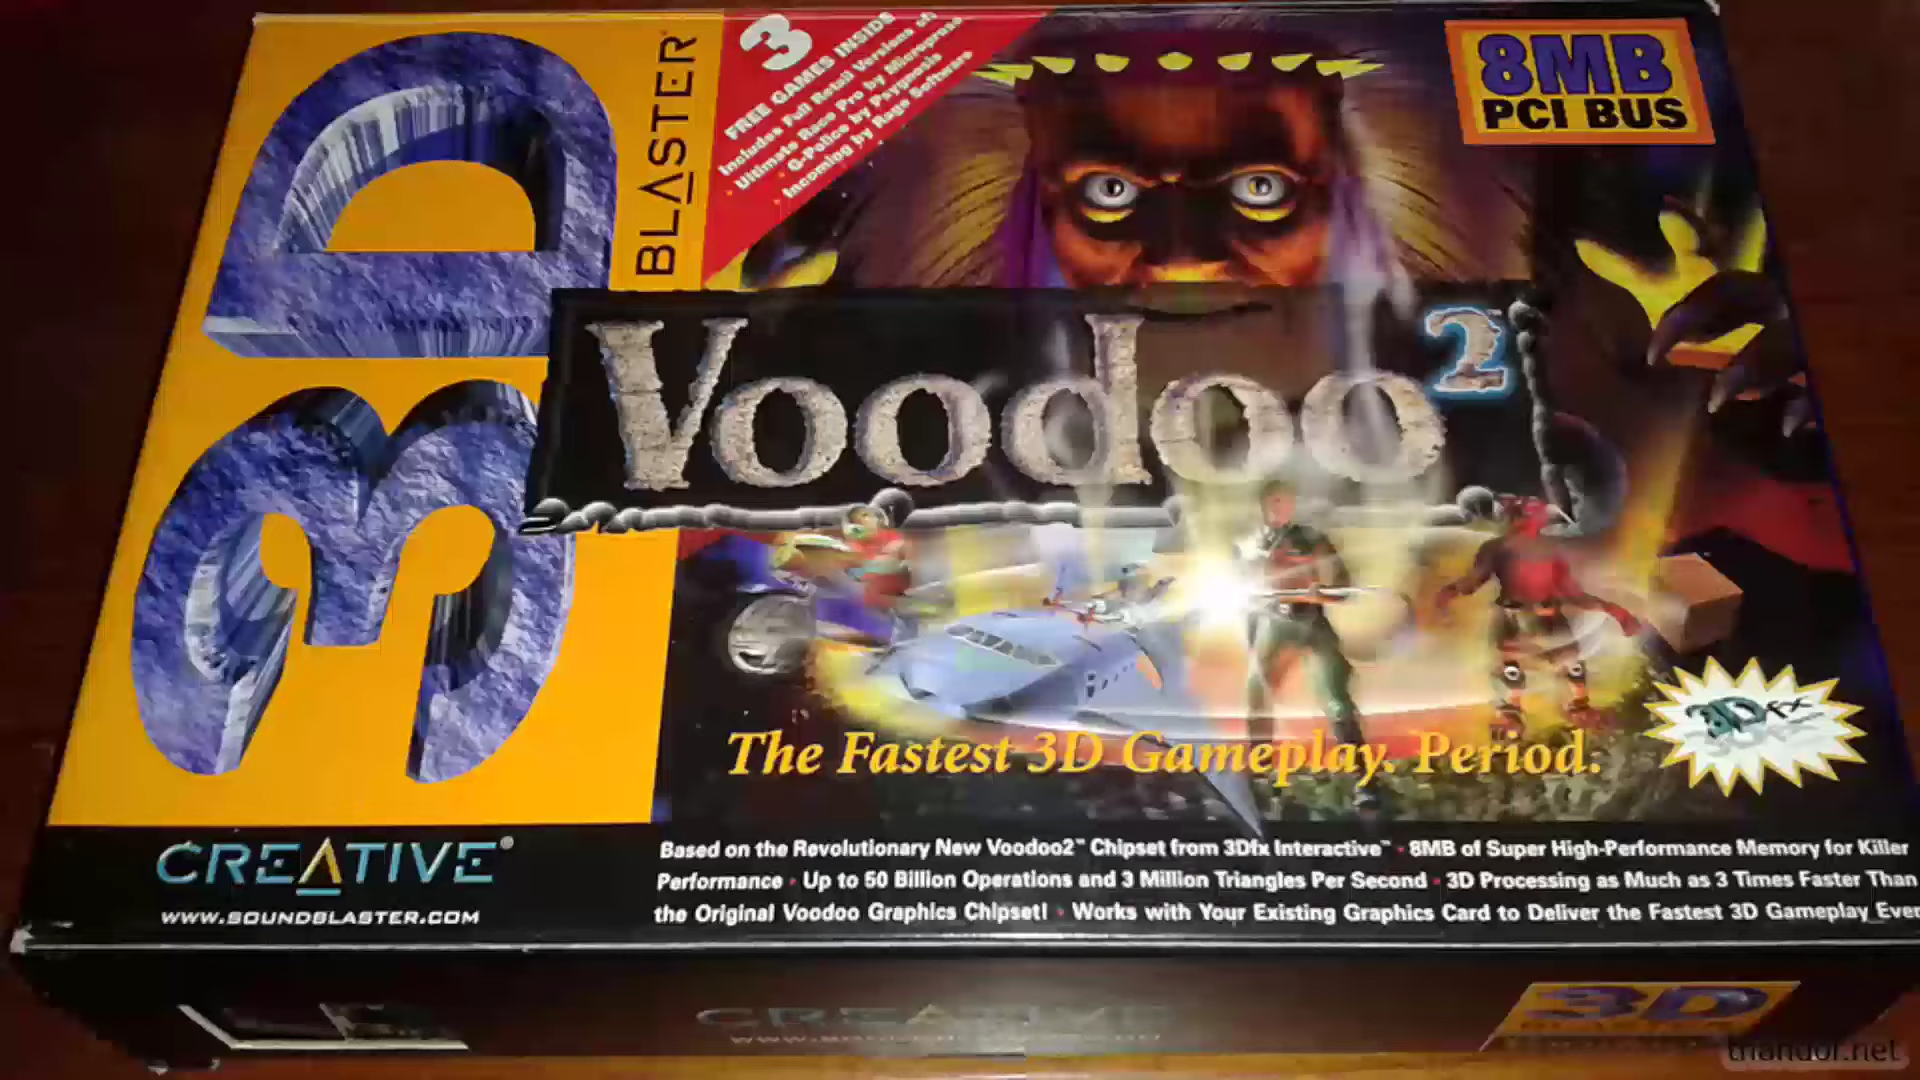 3D
BLASTER
3
FREE GAMES INSIDE
Includes Full Retail Versions of:
• Ultimate Race Pro by Microprose
• G-Police by Psygnosis
• Incoming by Rage Software
8MB
PCI BUS
Voodoo2™
The Fastest 3D Gameplay. Period.
3Dfx
CREATIVE®
WWW.SOUNDBLASTER.COM
Based on the Revolutionary New Voodoo2™ Chipset from 3Dfx Interactive™ • 8MB of Super High-Performance Memory for Killer
Performance • Up to 50 Billion Operations and 3 Million Triangles Per Second • 3D Processing as Much as 3 Times Faster Than
the Original Voodoo Graphics Chipset! • Works with Your Existing Graphics Card to Deliver the Fastest 3D Gameplay Ever
CREATIVE
3D
thandor.net